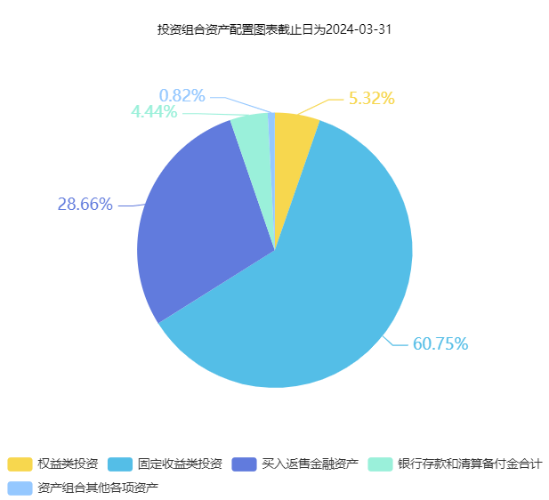 投资组合资产配置图表截止日为2024-03-31
0.82%
5.32%
4.44%
28.66%
60.75%
权益类投资
固定收益类投资
买入返售金融资产
银行存款和清算备付金合计
资产组合其他各项资产